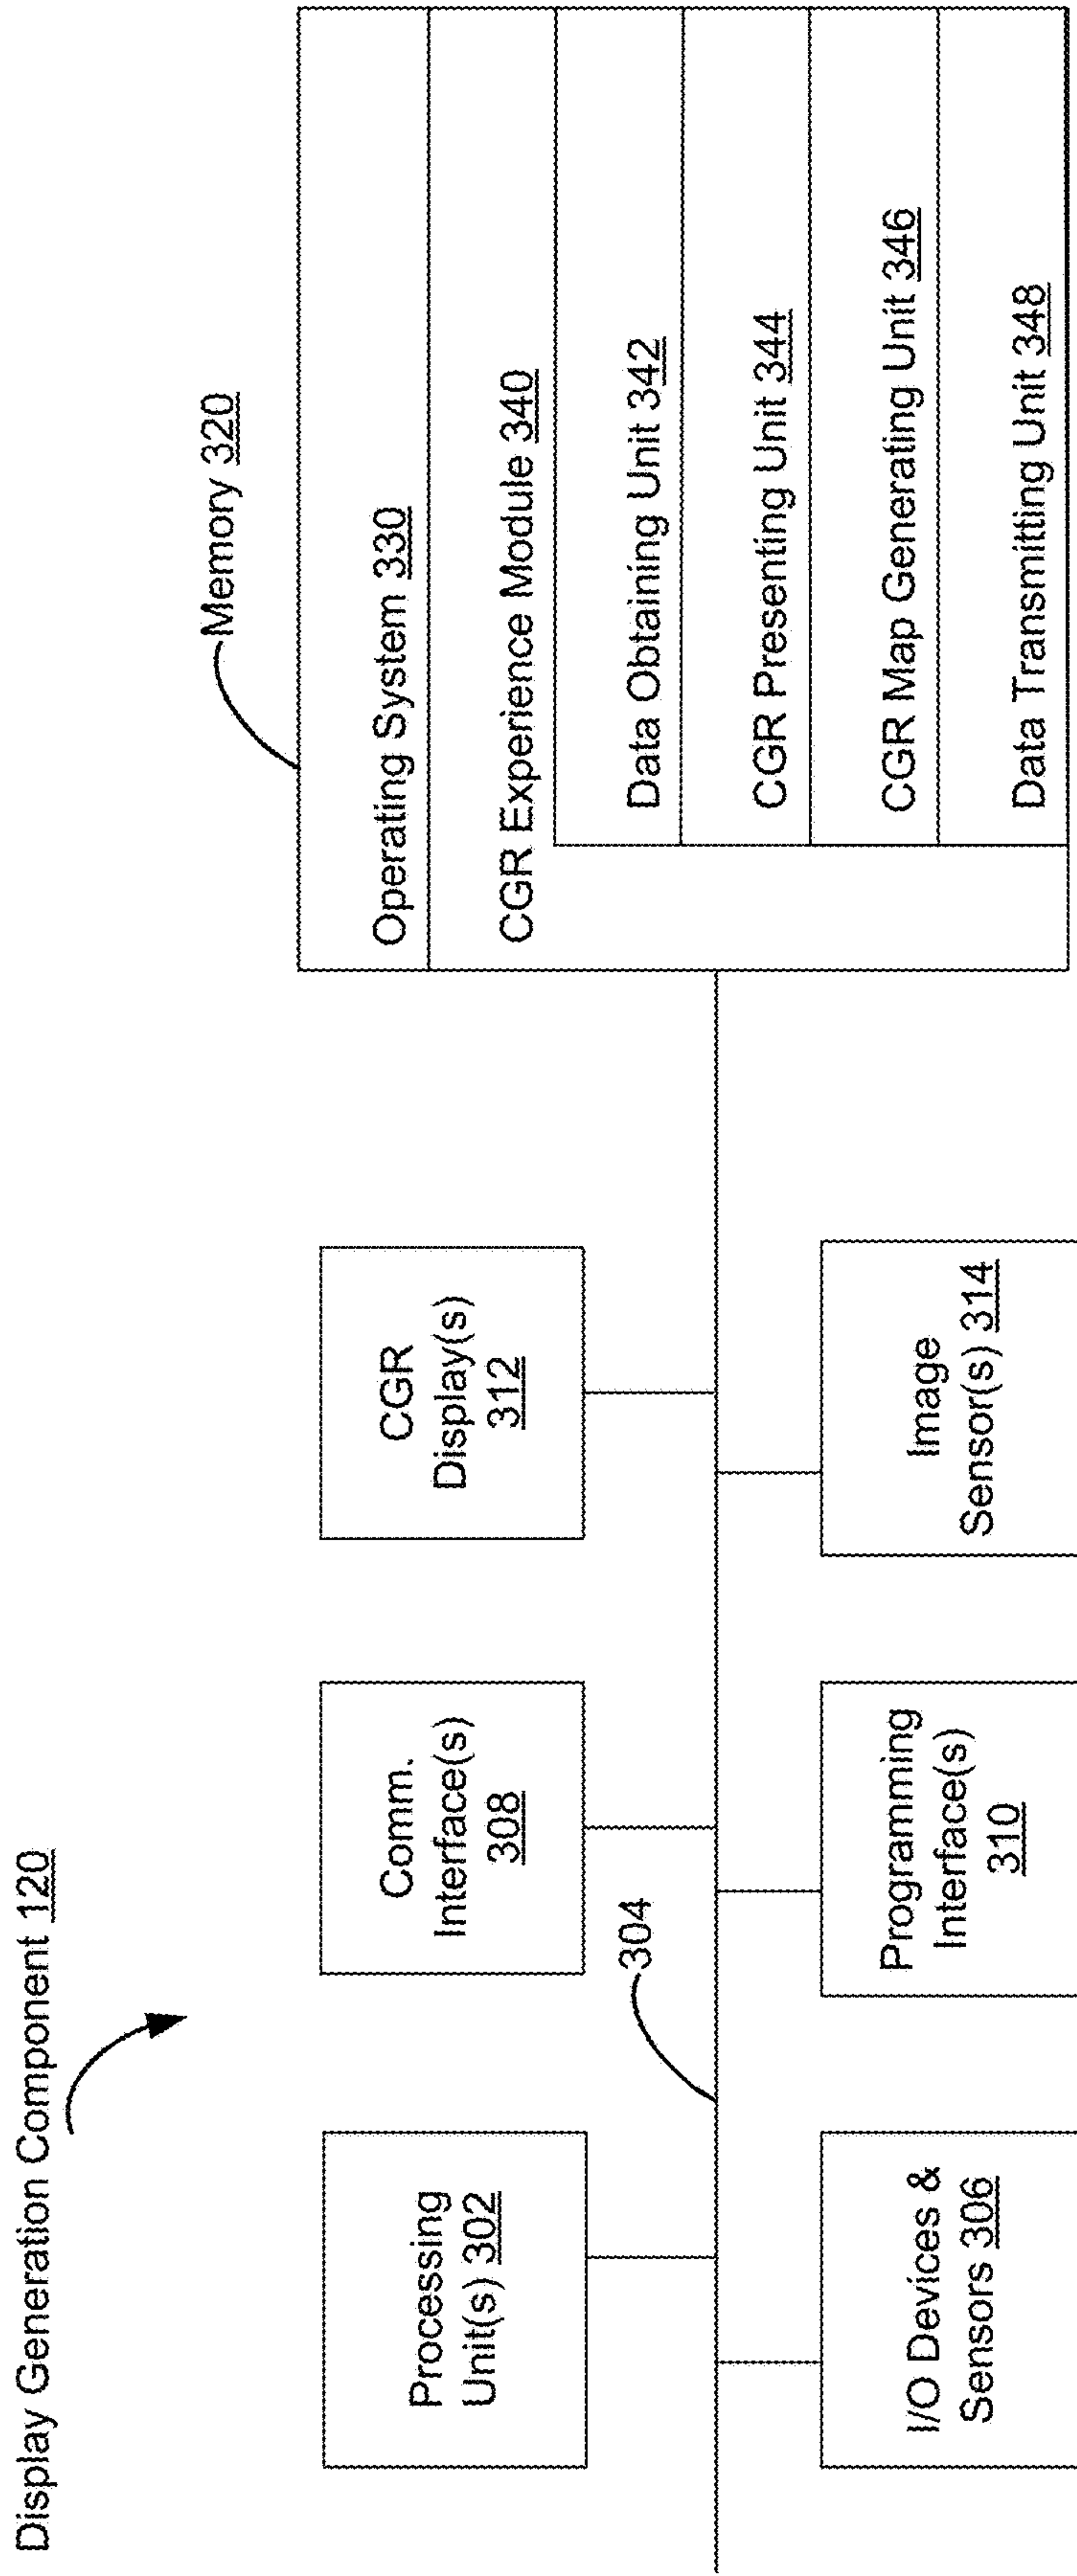 Display Generation Component 120
Processing
Unit(s) 302
Comm.
Interface(s)
308
CGR
Display(s)
312
304
I/O Devices &
Sensors 306
Programming
Interface(s)
310
Image
Sensor(s) 314
Memory 320
Operating System 330
CGR Experience Module 340
Data Obtaining Unit 342
CGR Presenting Unit 344
CGR Map Generating Unit 346
Data Transmitting Unit 348